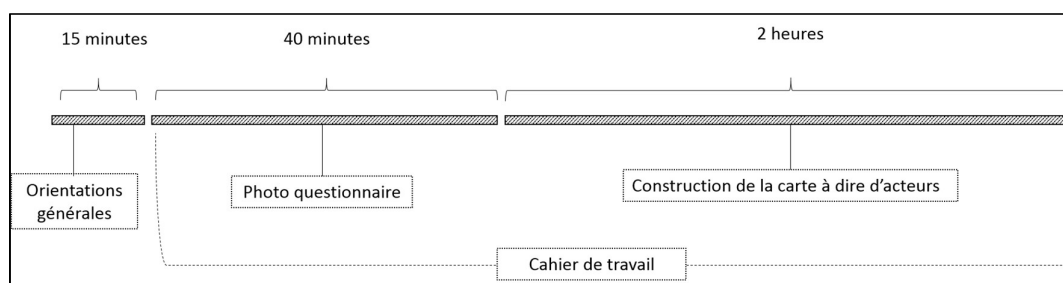 15 minutes
40 minutes
2 heures
Orientations
générales
Photo questionnaire
Construction de la carte à dire d'acteurs
Cahier de travail